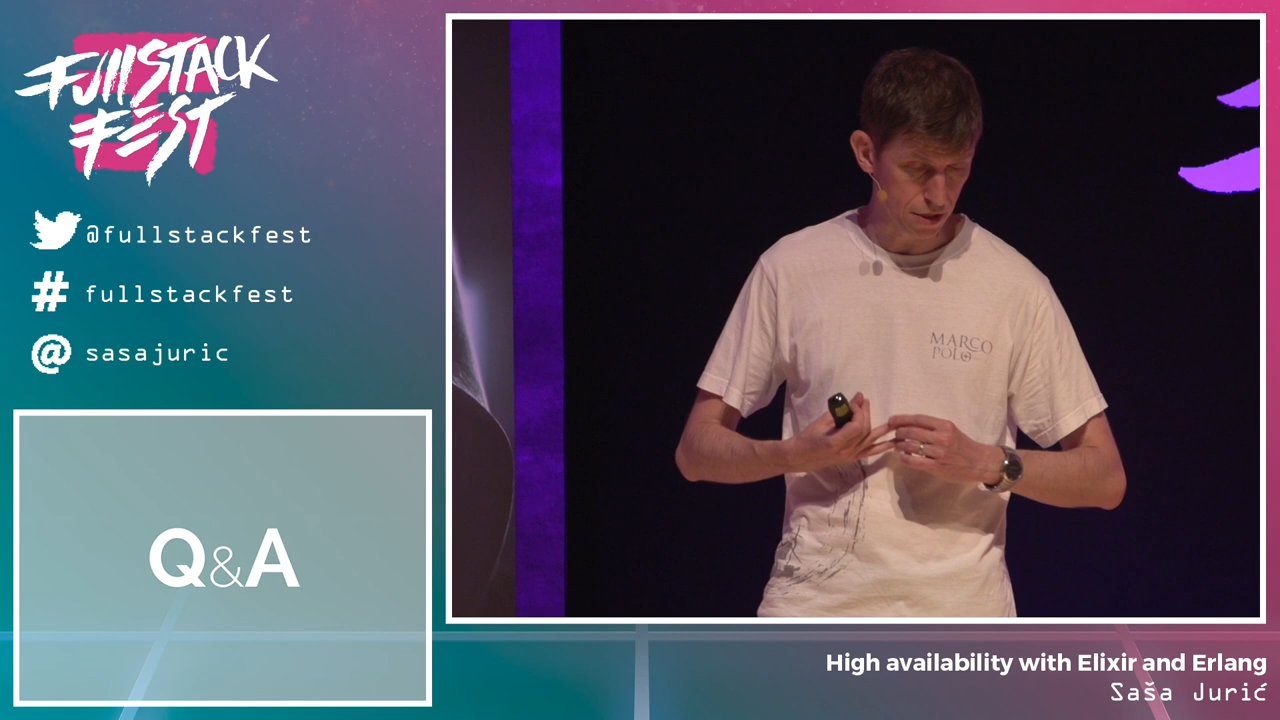 FullSTACK
FEST
@fullstackfest
# fullstackfest
@ sasajuric
Q&A
MARCO
POLO
High availability with Elixir and Erlang
Saša Jurić